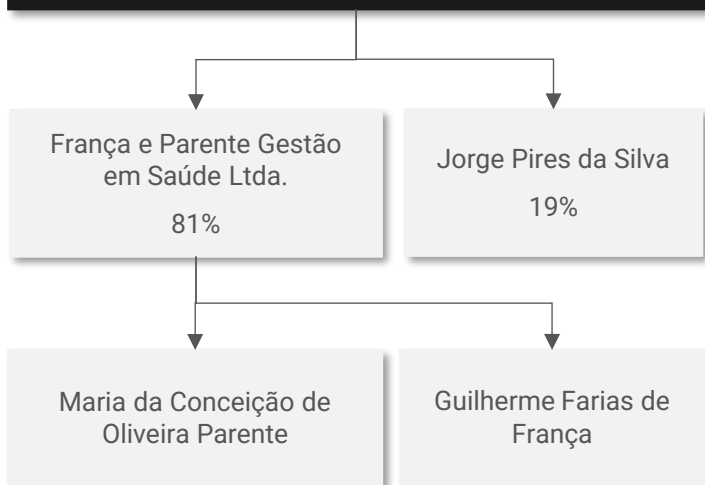 França e Parente Gestão
em Saúde Ltda.
81%
Jorge Pires da Silva
19%
Maria da Conceição de
Oliveira Parente
Guilherme Farias de
França